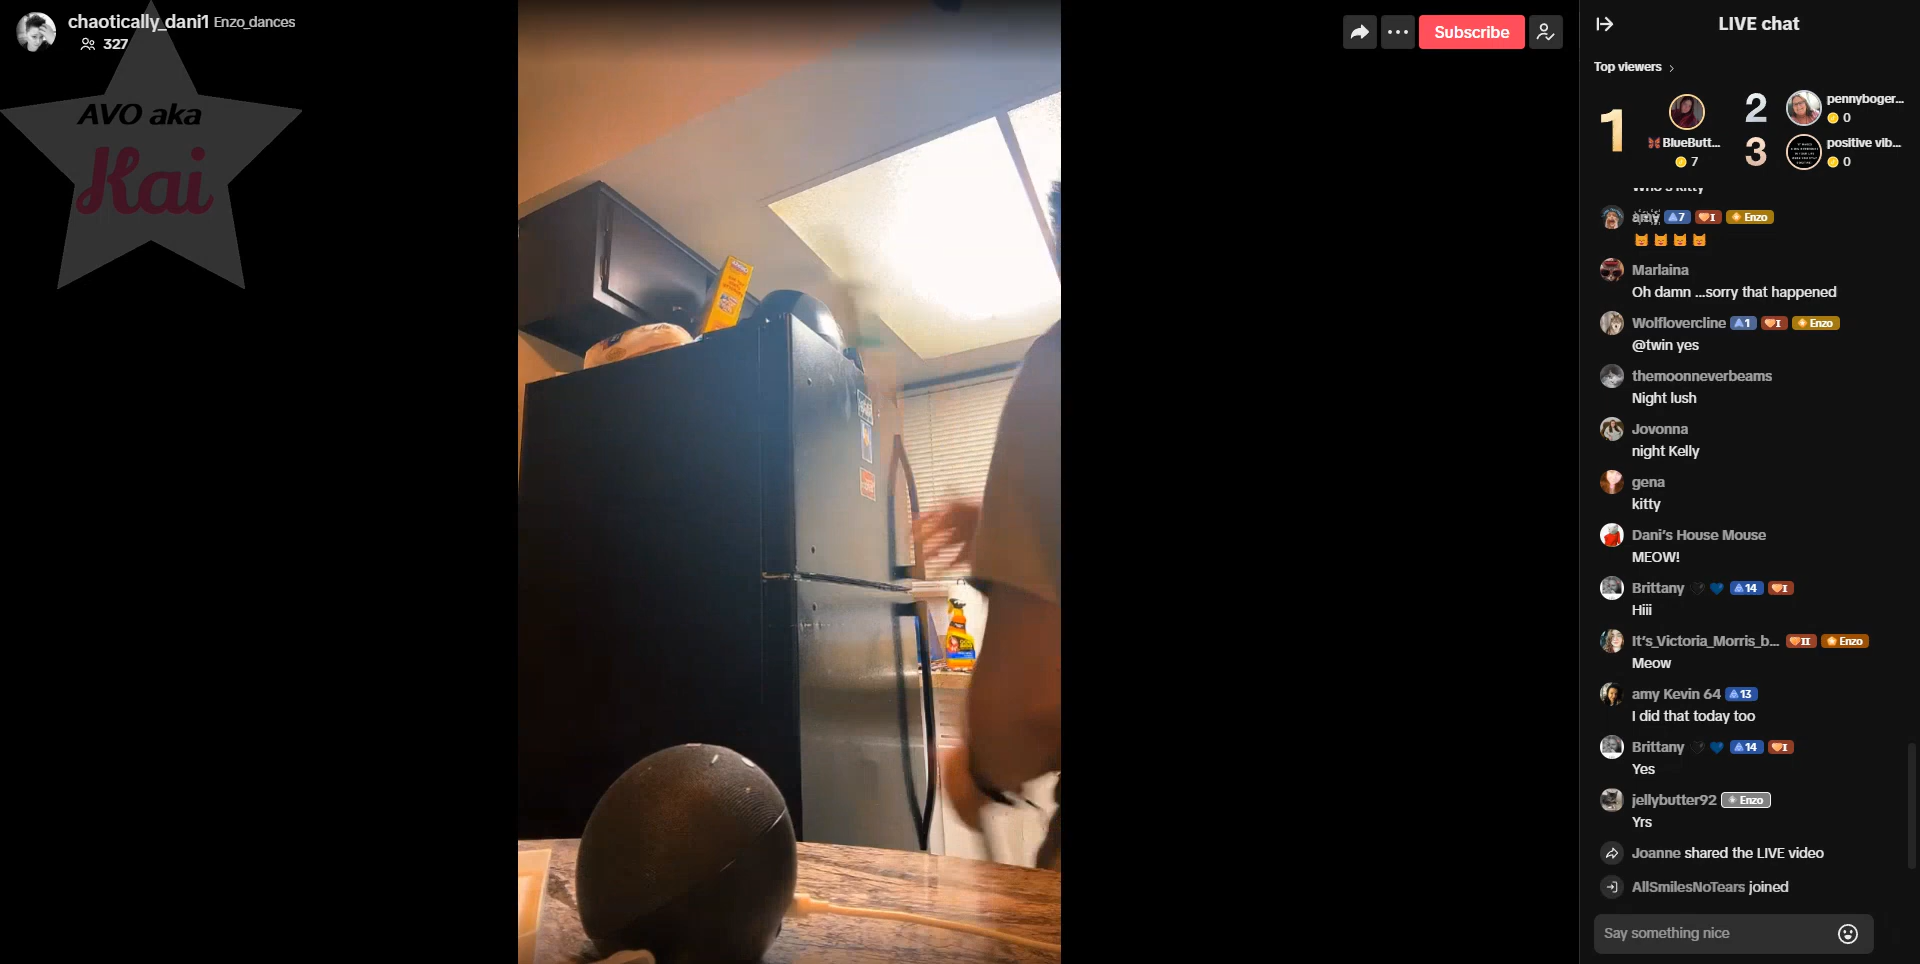 chaotically_dani1 Enzo_dances
327
AVO aka
Kai
Subscribe
LIVE chat
Top viewers
1
BlueButt...
7
2
pennyboger...
0
3
positive vib...
0
Who's kitty
amy 7 I Enzo
Marlaina
Oh damn ...sorry that happened
Wolflovercline 1 I Enzo
@twin yes
themoonneverbeams
Night lush
Jovonna
night Kelly
gena
kitty
Dani's House Mouse
MEOW!
Brittany 14 I
Hiii
It's_Victoria_Morris_b... II Enzo
Meow
amy Kevin 64 13
I did that today too
Brittany 14 I
Yes
jellybutter92 Enzo
Yrs
Joanne shared the LIVE video
AllSmilesNoTears joined
Say something nice